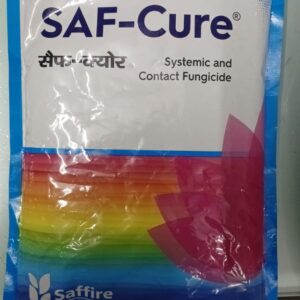 SAF-Cure®
सैफ-क्योर
Systemic and
Contact Fungicide
Saffire